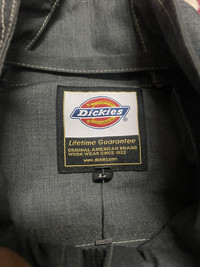 Dickies
®
Lifetime Guarantee
ORIGINAL AMERICAN BRAND
WORK WEAR SINCE 1922
www.dickies.com